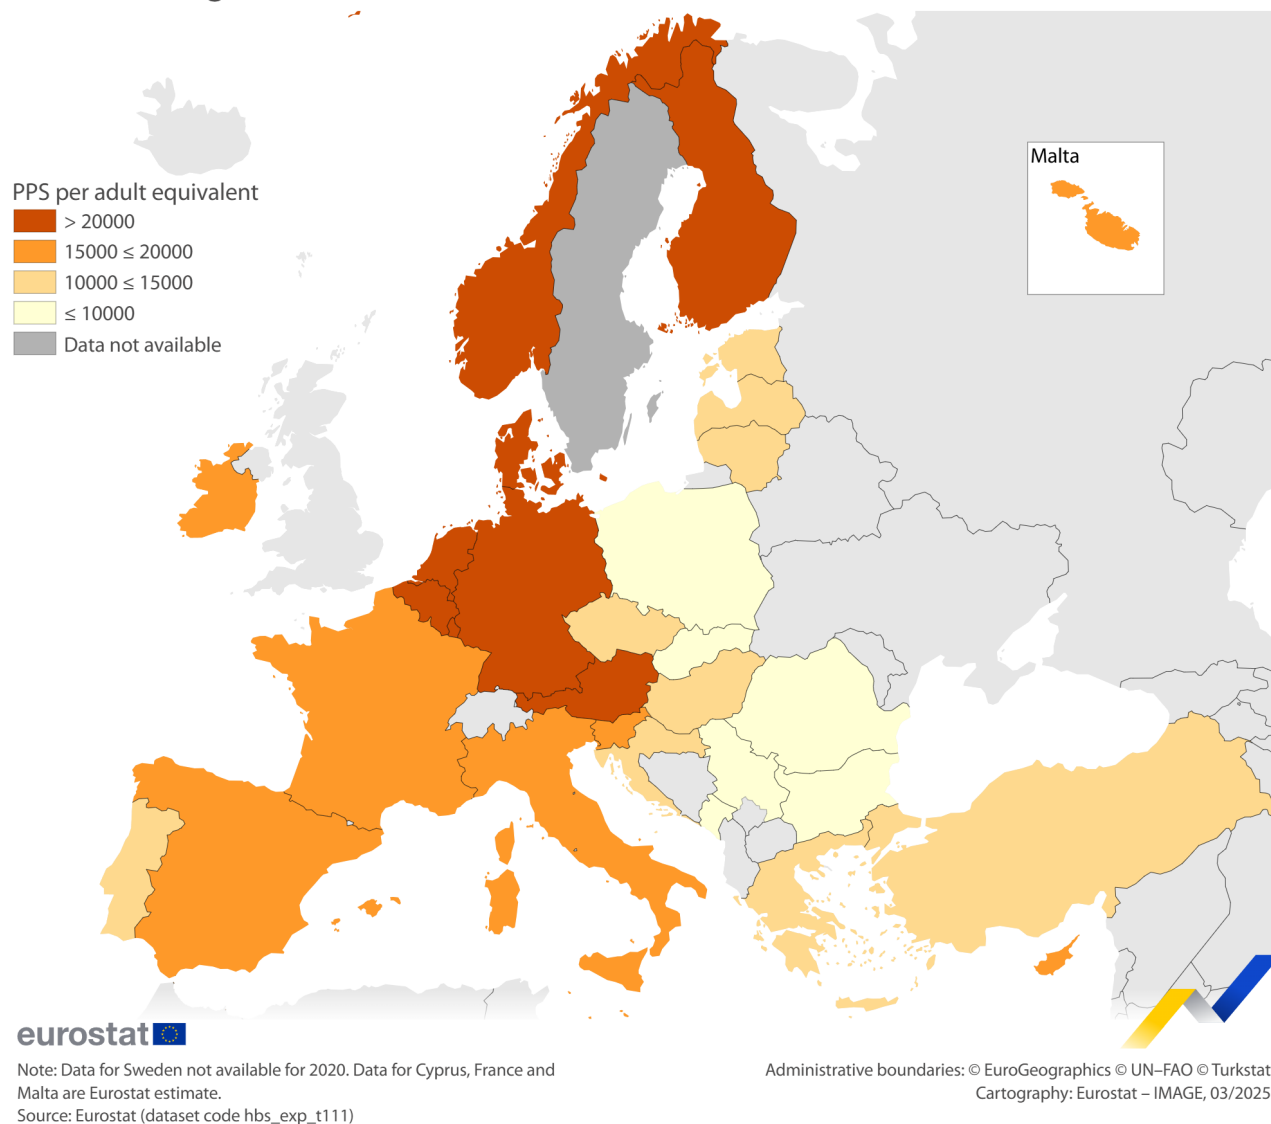 Malta
PPS per adult equivalent
> 20000
15000 ≤ 20000
10000 ≤ 15000
≤ 10000
Data not available
eurostat
Note: Data for Sweden not available for 2020. Data for Cyprus, France and
Malta are Eurostat estimate.
Source: Eurostat (dataset code hbs_exp_t111)
Administrative boundaries: © EuroGeographics © UN–FAO © Turkstat
Cartography: Eurostat – IMAGE, 03/2025